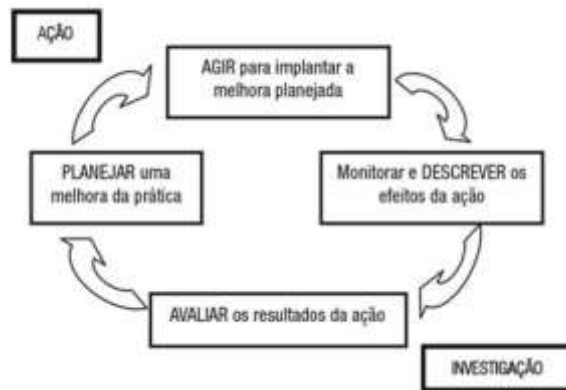 AÇÃO
AGIR para implantar a
melhora planejada
PLANEJAR uma
melhora da prática
Monitorar e DESCREVER os
efeitos da ação
AVALIAR os resultados da ação
INVESTIGAÇÃO